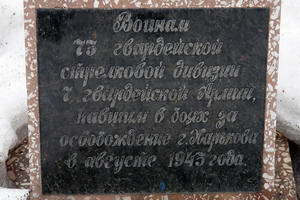 Воинам
73 гвардейской
стрелковой дивизии
7 гвардейской Армии,
павшим в боях за
освобождение г. Харькова
в августе 1943 года.